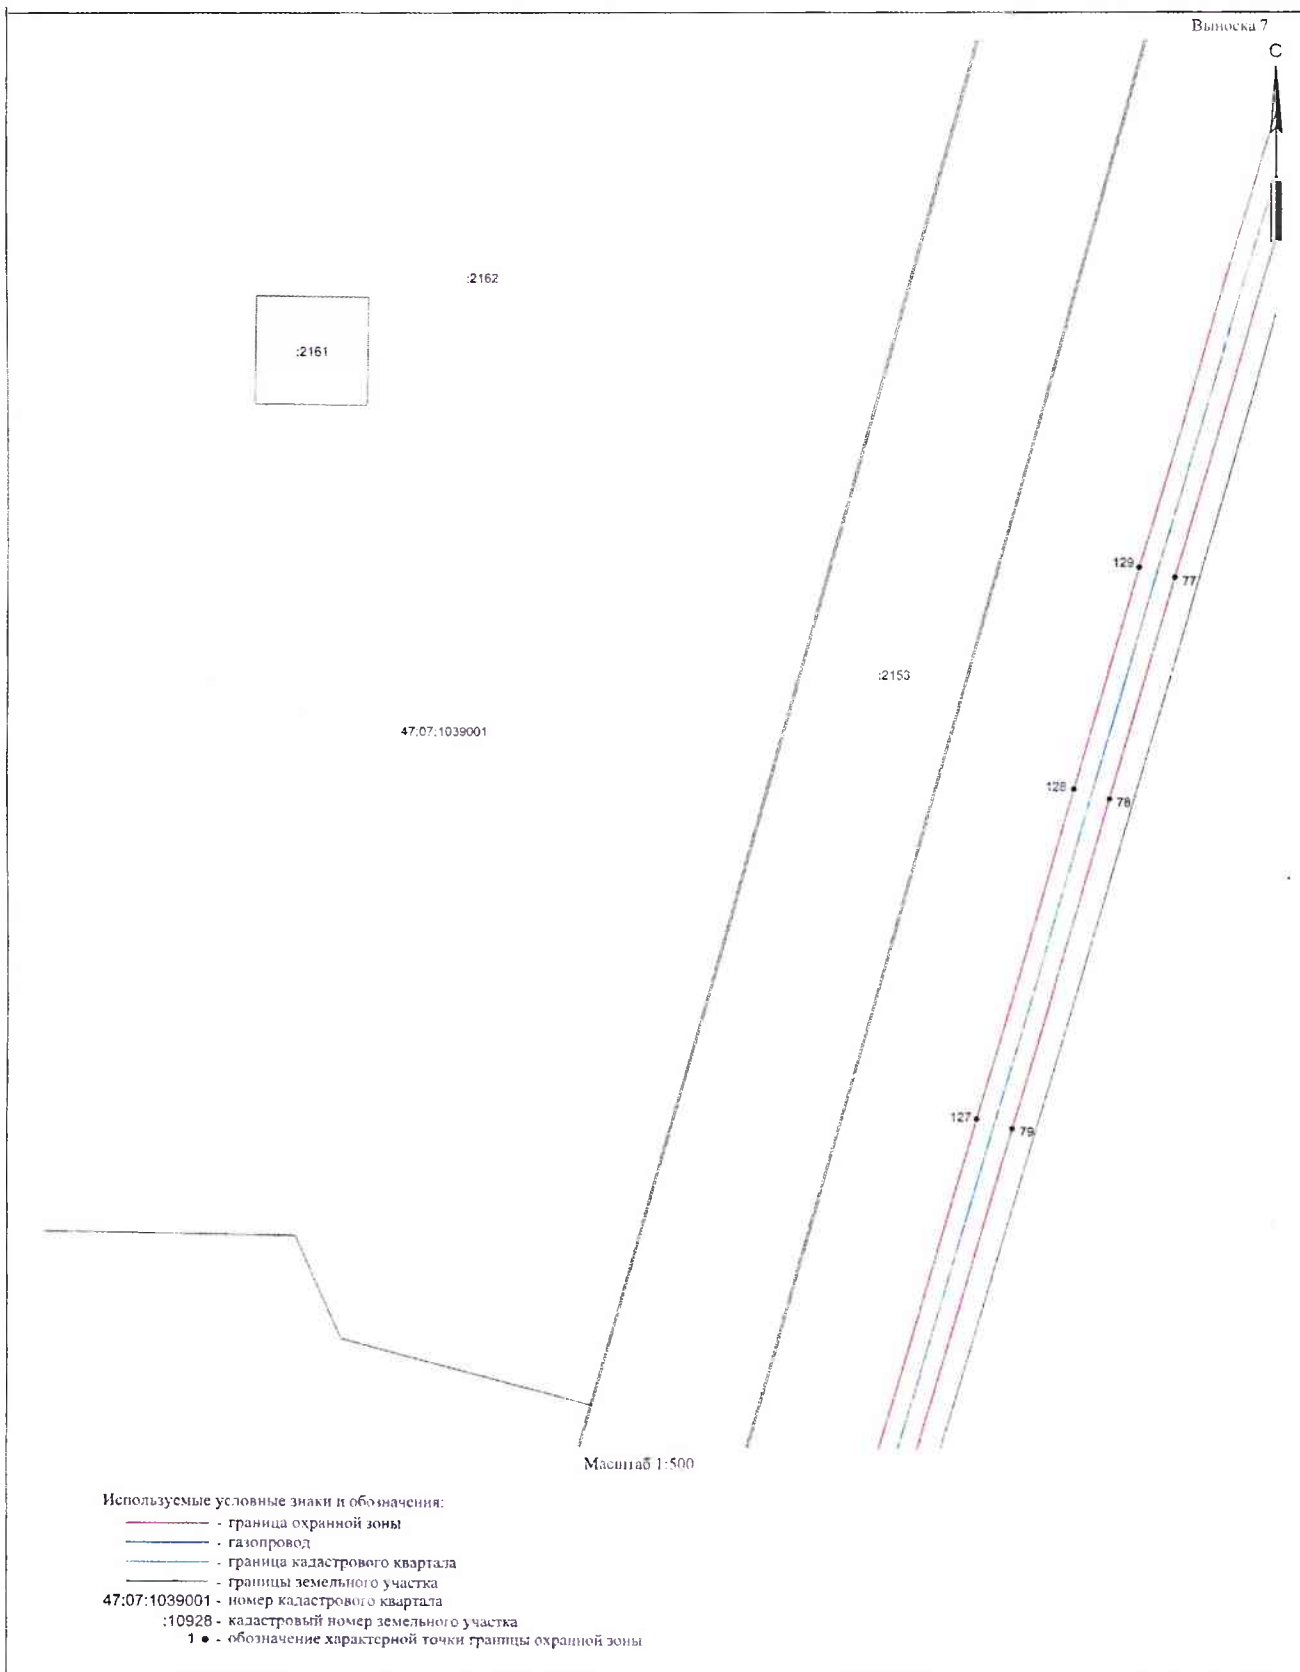 Выноска 7
С
:2162
:2161
129
77
:2153
47:07:1039001
128
78
127
79
Масштаб 1:500
Используемые условные знаки и обозначения:
- граница охранной зоны
- газопровод
- граница кадастрового квартала
- границы земельного участка
47:07:1039001 - номер кадастрового квартала
:10928 - кадастровый номер земельного участка
1 ● - обозначение характерной точки границы охранной зоны